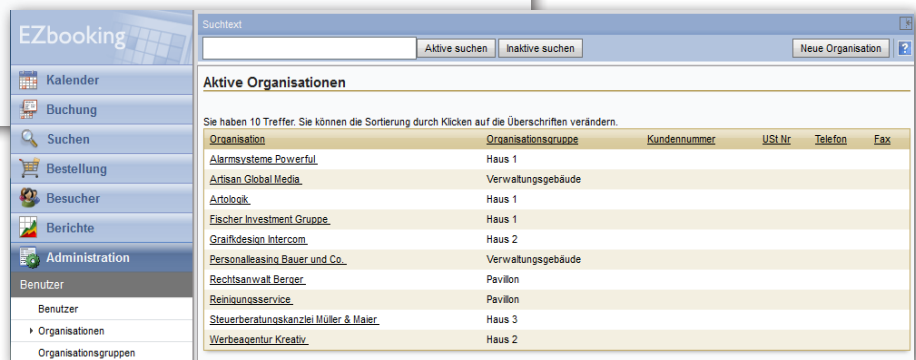 EZbooking
Kalender
Buchung
Suchen
Bestellung
Besucher
Berichte
Administration
Benutzer
Benutzer
Organisationen
Organisationsgruppen
Suchtext
Aktive suchen Inaktive suchen Neue Organisation ?
Aktive Organisationen
Sie haben 10 Treffer. Sie können die Sortierung durch Klicken auf die Überschriften verändern.
Organisation Organisationsgruppe Kundennummer USt Nr Telefon Fax
Alarmsysteme Powerful Haus 1
Artisan Global Media Verwaltungsgebäude
Artologik Haus 1
Fischer Investment Gruppe Haus 1
Graifkdesign Intercom Haus 2
Personalleasing Bauer und Co. Verwaltungsgebäude
Rechtsanwalt Berger Pavillon
Reinigungsservice Pavillon
Steuerberatungskanzlei Müller & Maier Haus 3
Werbeagentur Kreativ Haus 2